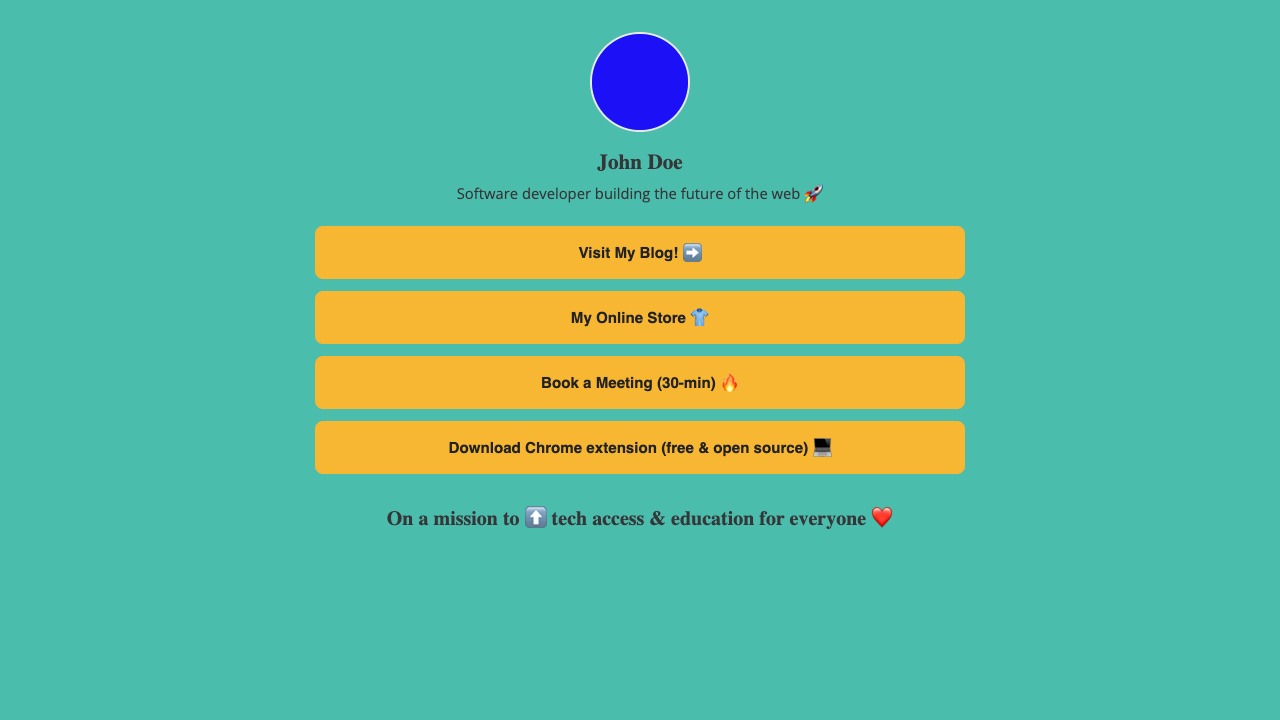 John Doe
Software developer building the future of the web 🚀
Visit My Blog! ➡️
My Online Store 👕
Book a Meeting (30-min) 🔥
Download Chrome extension (free & open source) 💻
On a mission to ⬆️ tech access & education for everyone ❤️